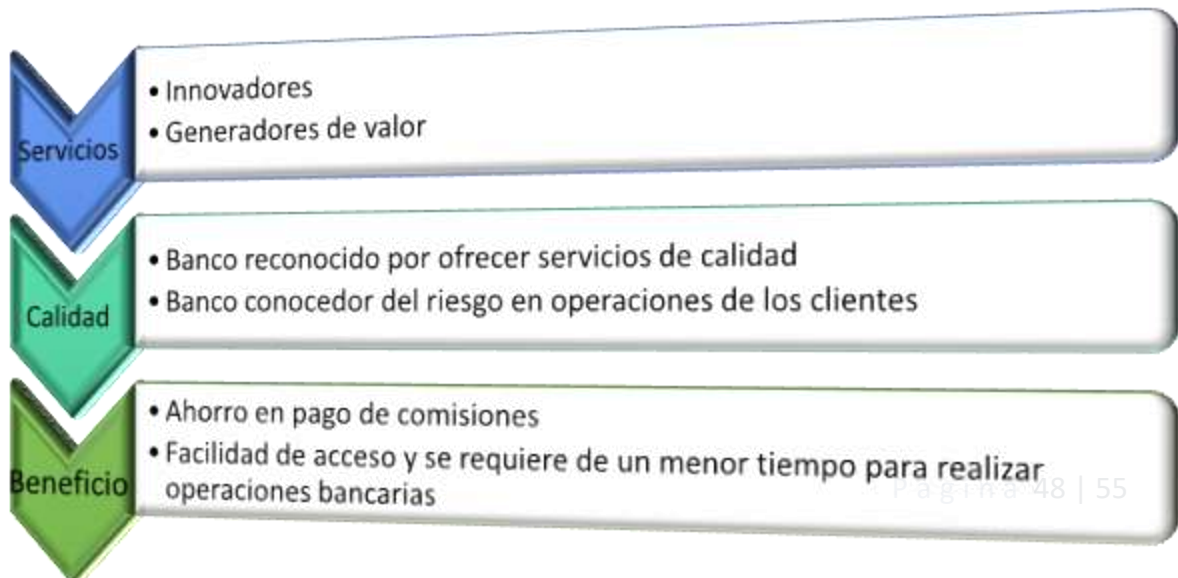 Servicios
• Innovadores
• Generadores de valor
Calidad
• Banco reconocido por ofrecer servicios de calidad
• Banco conocedor del riesgo en operaciones de los clientes
Beneficio
• Ahorro en pago de comisiones
• Facilidad de acceso y se requiere de un menor tiempo para realizar
operaciones bancarias
Página 48 | 55